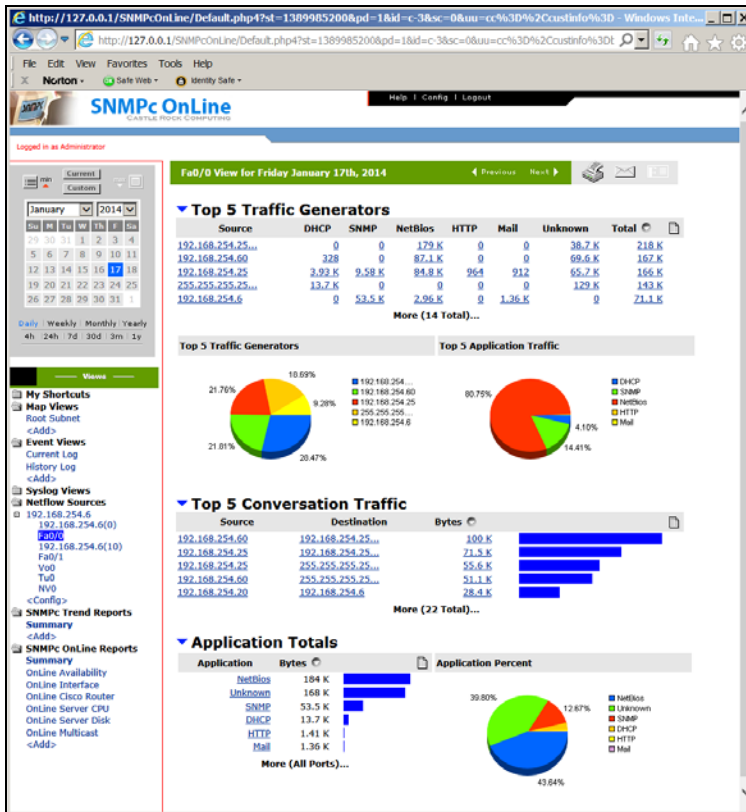 http://127.0.0.1/SNMPcOnLine/Default.php4?st=1389985200&pd=1&id=c-3&sc=0&uu=cc%3D%2Ccustinfo%3D - Windows Inte...
http://127.0.0.1/SNMPcOnLine/Default.php4?st=1389985200&pd=1&id=c-3&sc=0&uu=cc%3D%2Ccustinfo%3Dt
File Edit View Favorites Tools Help
X Norton Safe Web Identity Safe
SNMPc OnLine
CASTLE ROCK COMPUTING
Help | Config | Logout
Logged in as Administrator
min Current
Custom
January 2014
Su M Tu W Th F Sa
29 30 31 1 2 3 4
5 6 7 8 9 10 11
12 13 14 15 16 17 18
19 20 21 22 23 24 25
26 27 28 29 30 31 1
Daily Weekly Monthly Yearly
4h 24h 7d 30d 3m 1y
Views
My Shortcuts
Map Views
Root Subnet
<Add>
Event Views
Current Log
History Log
<Add>
Syslog Views
Netflow Sources
192.168.254.6
192.168.254.6(0)
Fa0/0
192.168.254.6(10)
Fa0/1
Vo0
Tu0
NV0
<Config>
SNMPc Trend Reports
Summary
<Add>
SNMPc OnLine Reports
Summary
OnLine Availability
OnLine Interface
OnLine Cisco Router
OnLine Server CPU
OnLine Server Disk
OnLine Multicast
<Add>
Fa0/0 View for Friday January 17th, 2014 Previous Next
Top 5 Traffic Generators
Source DHCP SNMP NetBios HTTP Mail Unknown Total
192.168.254.25... 0 0 179 K 0 0 38.7 K 218 K
192.168.254.60 328 0 87.1 K 0 0 69.6 K 167 K
192.168.254.25 3.93 K 9.58 K 84.8 K 964 912 65.7 K 166 K
255.255.255.25... 13.7 K 0 0 0 0 129 K 143 K
192.168.254.6 0 53.5 K 2.96 K 0 1.36 K 0 71.1 K
More (14 Total)...
Top 5 Traffic Generators
18.69%
21.76%
9.28%
21.81%
28.47%
192.168.254....
192.168.254.60
192.168.254.25
255.255.255...
192.168.254.6
Top 5 Application Traffic
80.75%
4.10%
14.41%
DHCP
SNMP
NetBios
HTTP
Mail
Top 5 Conversation Traffic
Source Destination Bytes
192.168.254.60 192.168.254.25... 100 K
192.168.254.25 192.168.254.25... 71.5 K
192.168.254.25 255.255.255.25... 55.6 K
192.168.254.60 255.255.255.25... 51.1 K
192.168.254.20 192.168.254.6 28.4 K
More (22 Total)...
Application Totals
Application Bytes
NetBios 184 K
Unknown 168 K
SNMP 53.5 K
DHCP 13.7 K
HTTP 1.41 K
Mail 1.36 K
More (All Ports)...
Application Percent
39.80%
12.67%
43.64%
NetBios
Unknown
SNMP
DHCP
HTTP
Mail